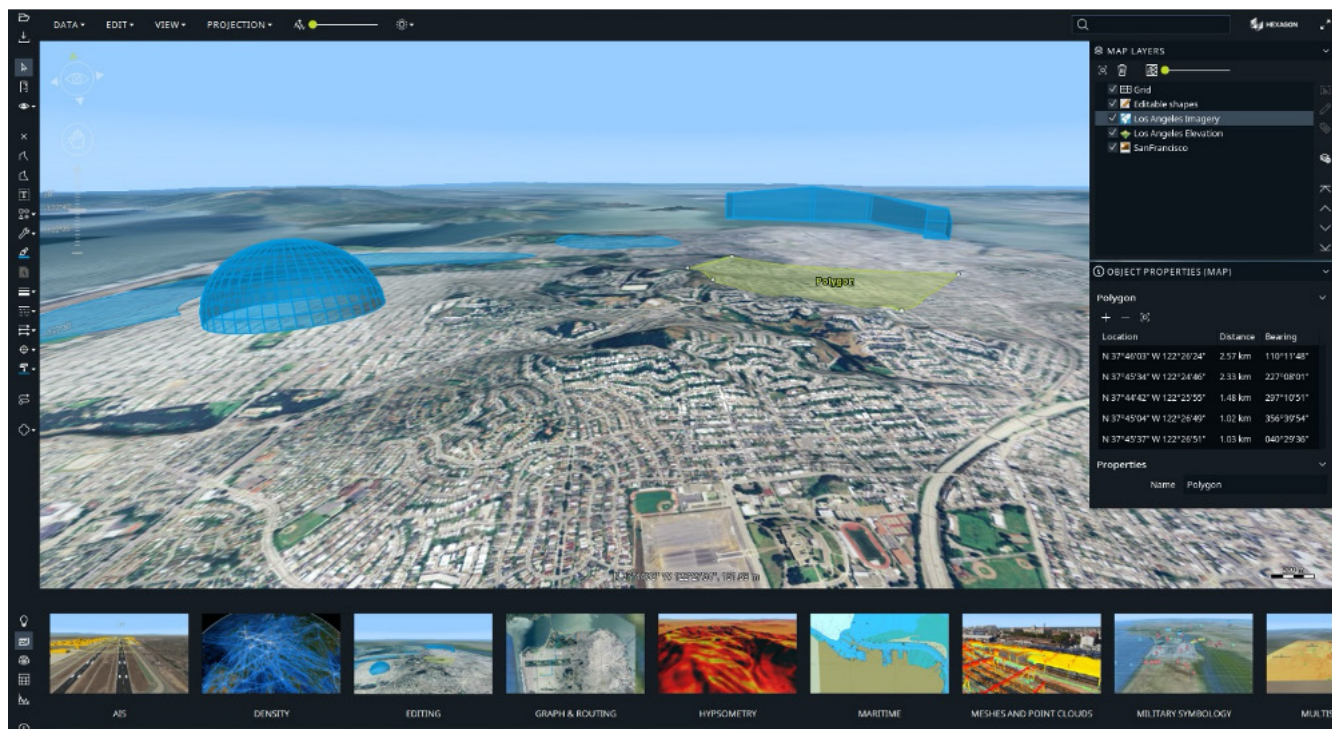 DATA EDIT VIEW PROJECTION
HEXAGON
MAP LAYERS
Grid
Editable shapes
Los Angeles Imagery
Los Angeles Elevation
SanFrancisco
Polygon
OBJECT PROPERTIES (MAP)
Polygon
Location Distance Bearing
N 37°46'03" W 122°26'24" 2.57 km 110°11'48"
N 37°45'34" W 122°24'46" 2.33 km 227°08'01"
N 37°44'42" W 122°25'55" 1.48 km 297°10'51"
N 37°45'04" W 122°26'49" 1.02 km 356°39'54"
N 37°45'37" W 122°26'51" 1.03 km 040°29'36"
Properties
Name Polygon
AIS DENSITY EDITING GRAPH & ROUTING HYPSOMETRY MARITIME MESHES AND POINT CLOUDS MILITARY SYMBOLOGY MULTIS